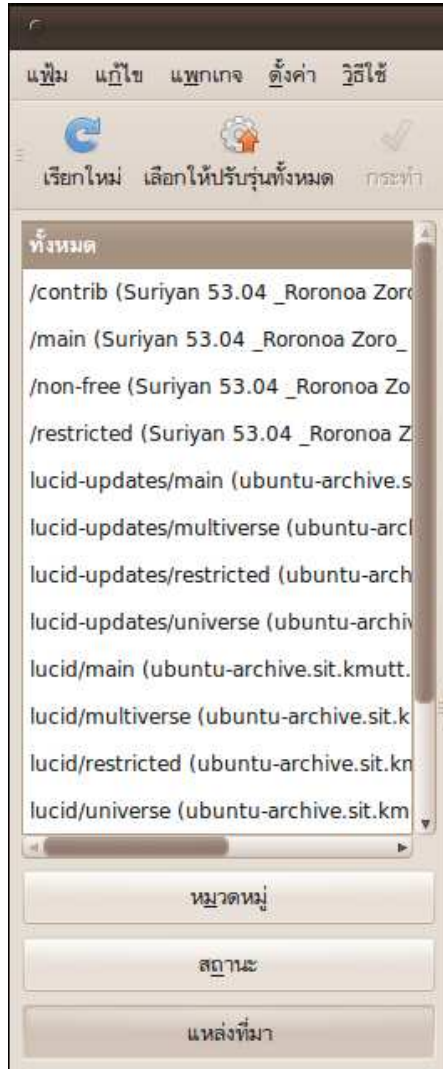 แฟ้ม แก้ไข แพกเกจ ตั้งค่า วิธีใช้
เรียกใหม่ เลือกให้ปรับรุ่นทั้งหมด กระทำ
ทั้งหมด
/contrib (Suriyan 53.04 _Roronoa Zoro
/main (Suriyan 53.04 _Roronoa Zoro_
/non-free (Suriyan 53.04 _Roronoa Zo
/restricted (Suriyan 53.04 _Roronoa Z
lucid-updates/main (ubuntu-archive.s
lucid-updates/multiverse (ubuntu-arcl
lucid-updates/restricted (ubuntu-arch
lucid-updates/universe (ubuntu-archiv
lucid/main (ubuntu-archive.sit.kmutt.
lucid/multiverse (ubuntu-archive.sit.k
lucid/restricted (ubuntu-archive.sit.kn
lucid/universe (ubuntu-archive.sit.km
หมวดหมู่
สถานะ
แหล่งที่มา